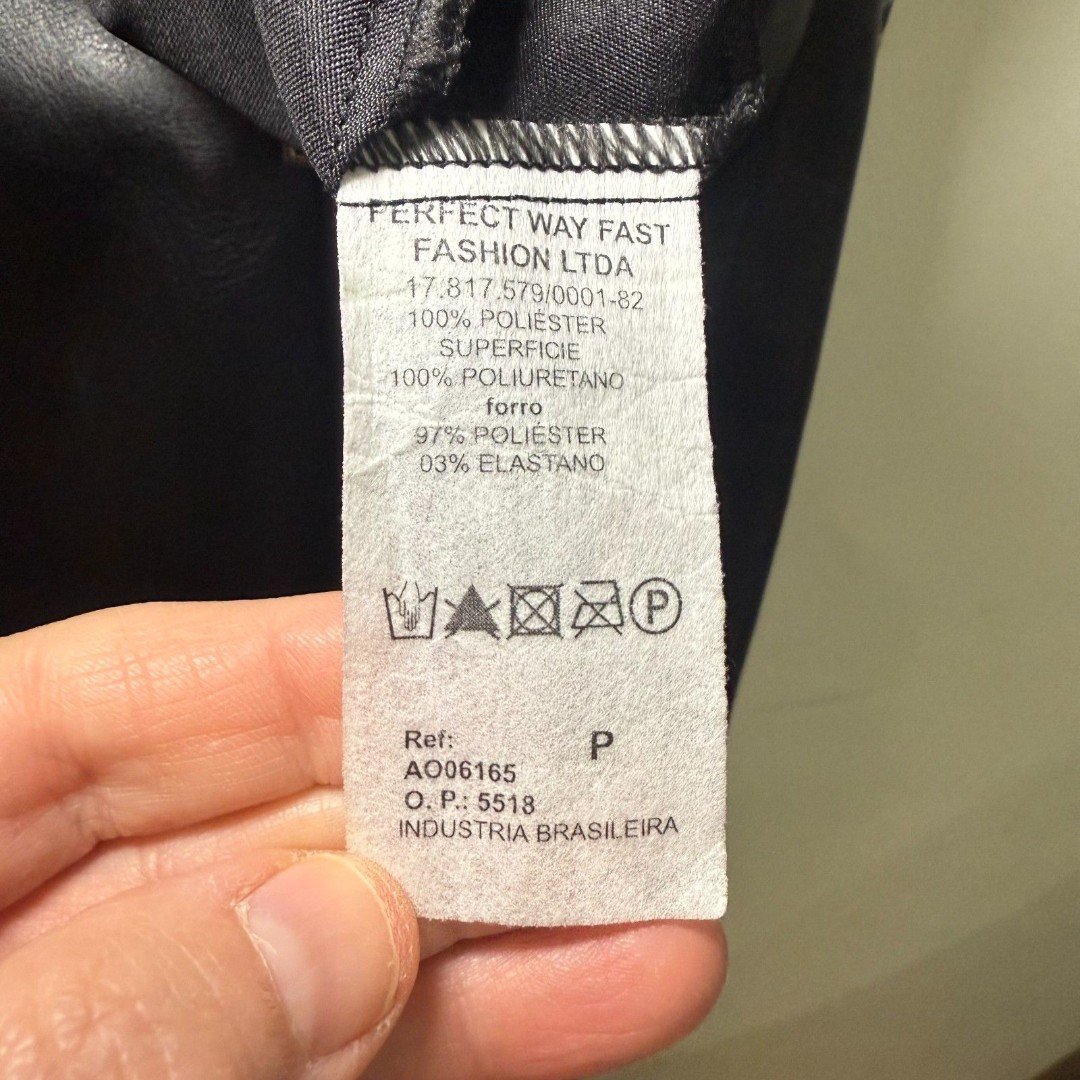 PERFECT WAY FAST
FASHION LTDA
17.817.579/0001-82
100% POLIÉSTER
SUPERFICIE
100% POLIURETANO
forro
97% POLIÉSTER
03% ELASTANO
P
Ref: P
AO06165
O. P.: 5518
INDUSTRIA BRASILEIRA